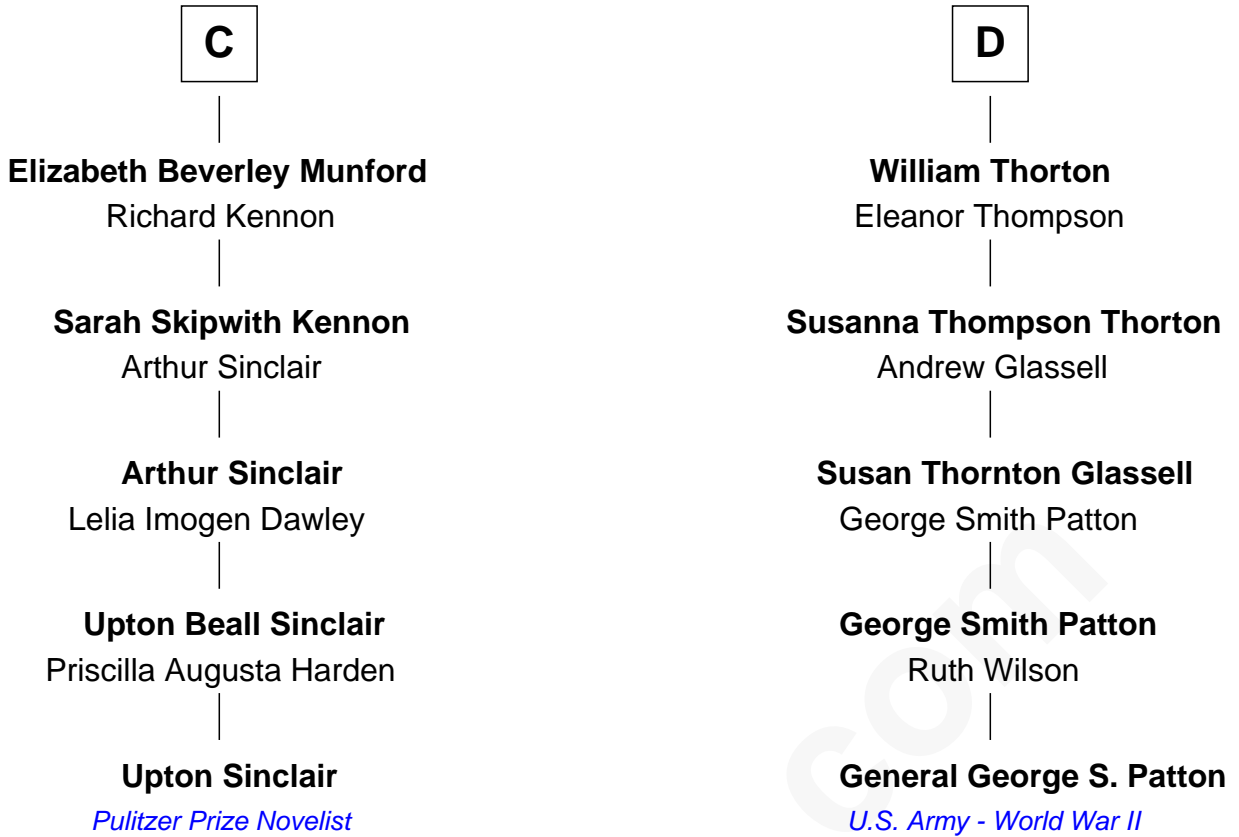 C
Elizabeth Beverley Munford
Richard Kennon
Sarah Skipwith Kennon
Arthur Sinclair
Arthur Sinclair
Lelia Imogen Dawley
Upton Beall Sinclair
Priscilla Augusta Harden
Upton Sinclair
Pulitzer Prize Novelist
D
William Thorton
Eleanor Thompson
Susanna Thompson Thorton
Andrew Glassell
Susan Thornton Glassell
George Smith Patton
George Smith Patton
Ruth Wilson
General George S. Patton
U.S. Army - World War II
com